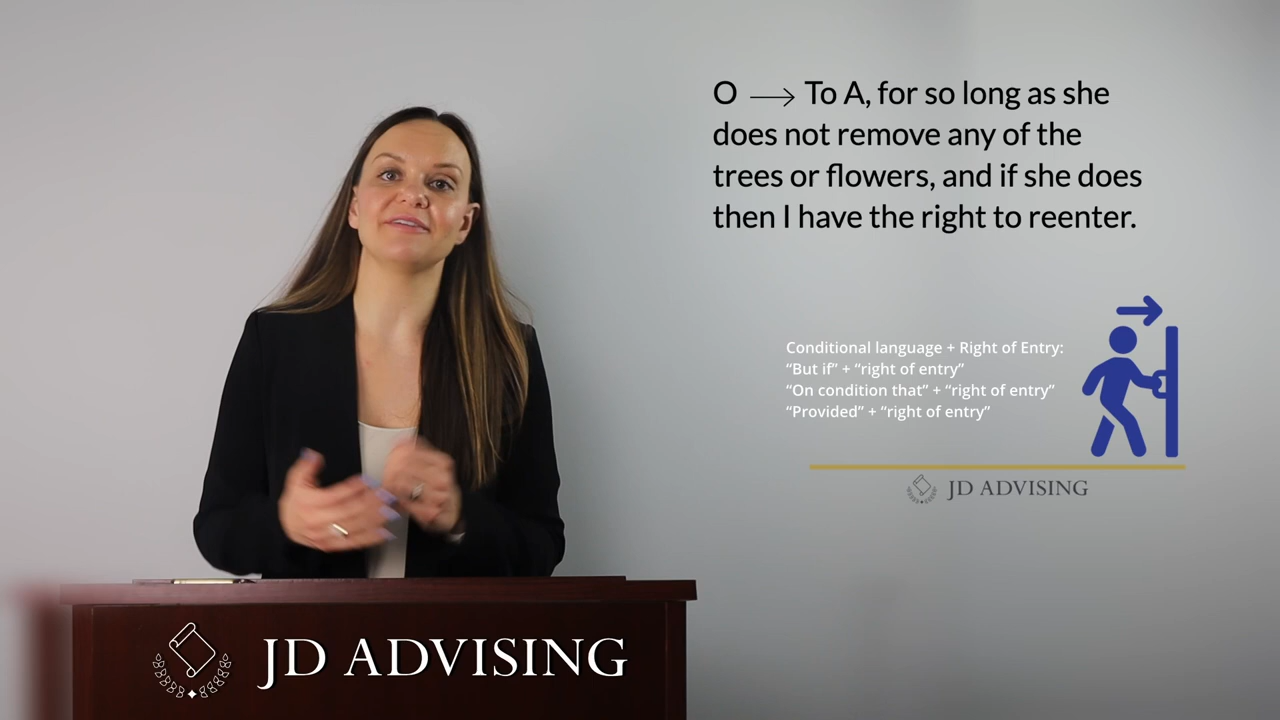 O → To A, for so long as she
does not remove any of the
trees or flowers, and if she does
then I have the right to reenter.
Conditional language + Right of Entry:
“But if” + “right of entry”
“On condition that” + “right of entry”
“Provided” + “right of entry”
JD ADVISING
JD ADVISING